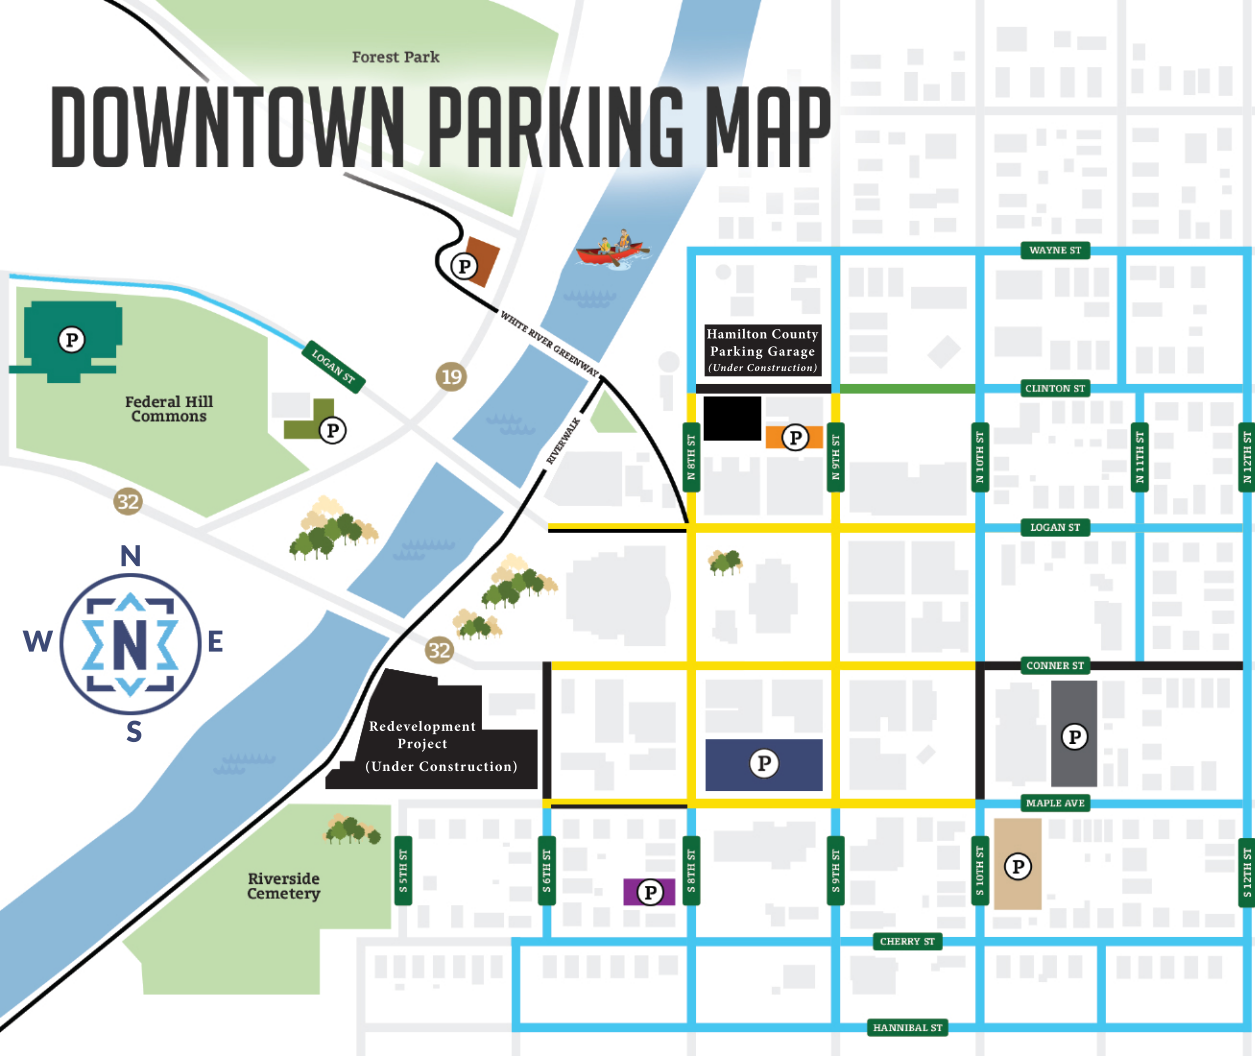 Forest Park
DOWNTOWN PARKING MAP
WAYNE ST
P
WHITE RIVER GREENWAY
Hamilton County
Parking Garage
(Under Construction)
P
LOGAN ST
19
CLINTON ST
Federal Hill
Commons
P
RIVERWALK
P
N 8TH ST
N 9TH ST
N 10TH ST
N 11TH ST
N 12TH ST
32
LOGAN ST
N
W
N
E
S
32
CONNER ST
Redevelopment
Project
(Under Construction)
P
P
MAPLE AVE
Riverside
Cemetery
S 5TH ST
S 6TH ST
P
S 8TH ST
S 9TH ST
S 10TH ST
P
S 12TH ST
CHERRY ST
HANNIBAL ST